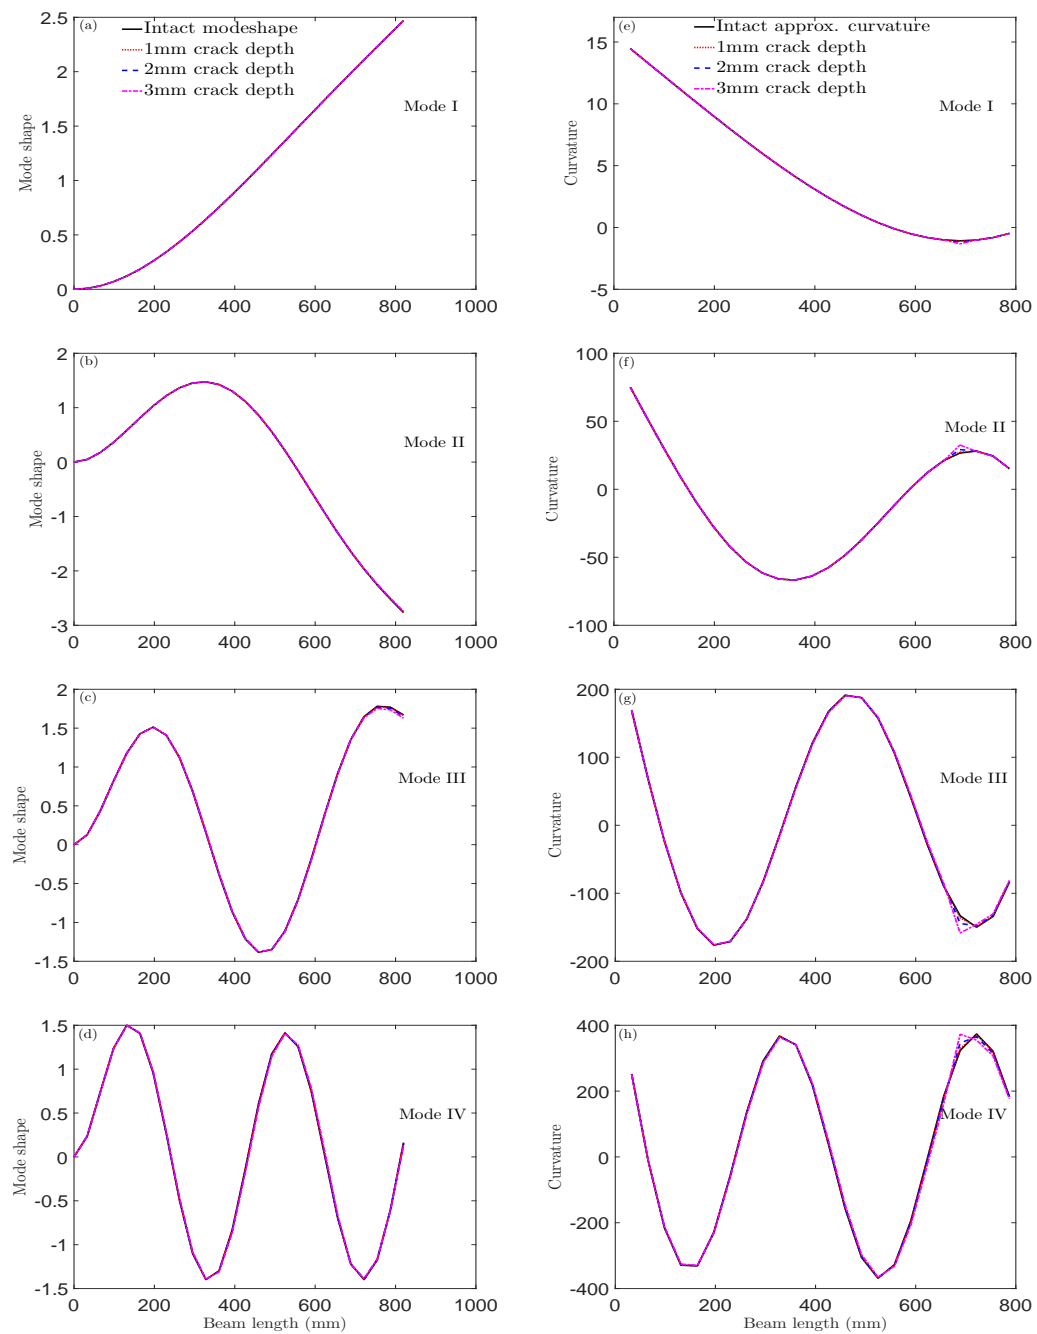 (a)
Intact modeshape
1mm crack depth
2mm crack depth
3mm crack depth
Mode I
Mode shape
2.5
2
1.5
1
0.5
0
0 200 400 600 800 1000
(e)
Intact approx. curvature
1mm crack depth
2mm crack depth
3mm crack depth
Mode I
Curvature
15
10
5
0
-5
0 200 400 600 800
(b)
Mode II
Mode shape
2
1
0
-1
-2
-3
0 200 400 600 800 1000
(f)
Mode II
Curvature
100
50
0
-50
-100
0 200 400 600 800
(c)
Mode III
Mode shape
2
1.5
1
0.5
0
-0.5
-1
-1.5
0 200 400 600 800 1000
(g)
Mode III
Curvature
200
100
0
-100
-200
0 200 400 600 800
(d)
Mode IV
Mode shape
1.5
1
0.5
0
-0.5
-1
-1.5
0 200 400 600 800 1000
Beam length (mm)
(h)
Mode IV
Curvature
400
200
0
-200
-400
0 200 400 600 800
Beam length (mm)